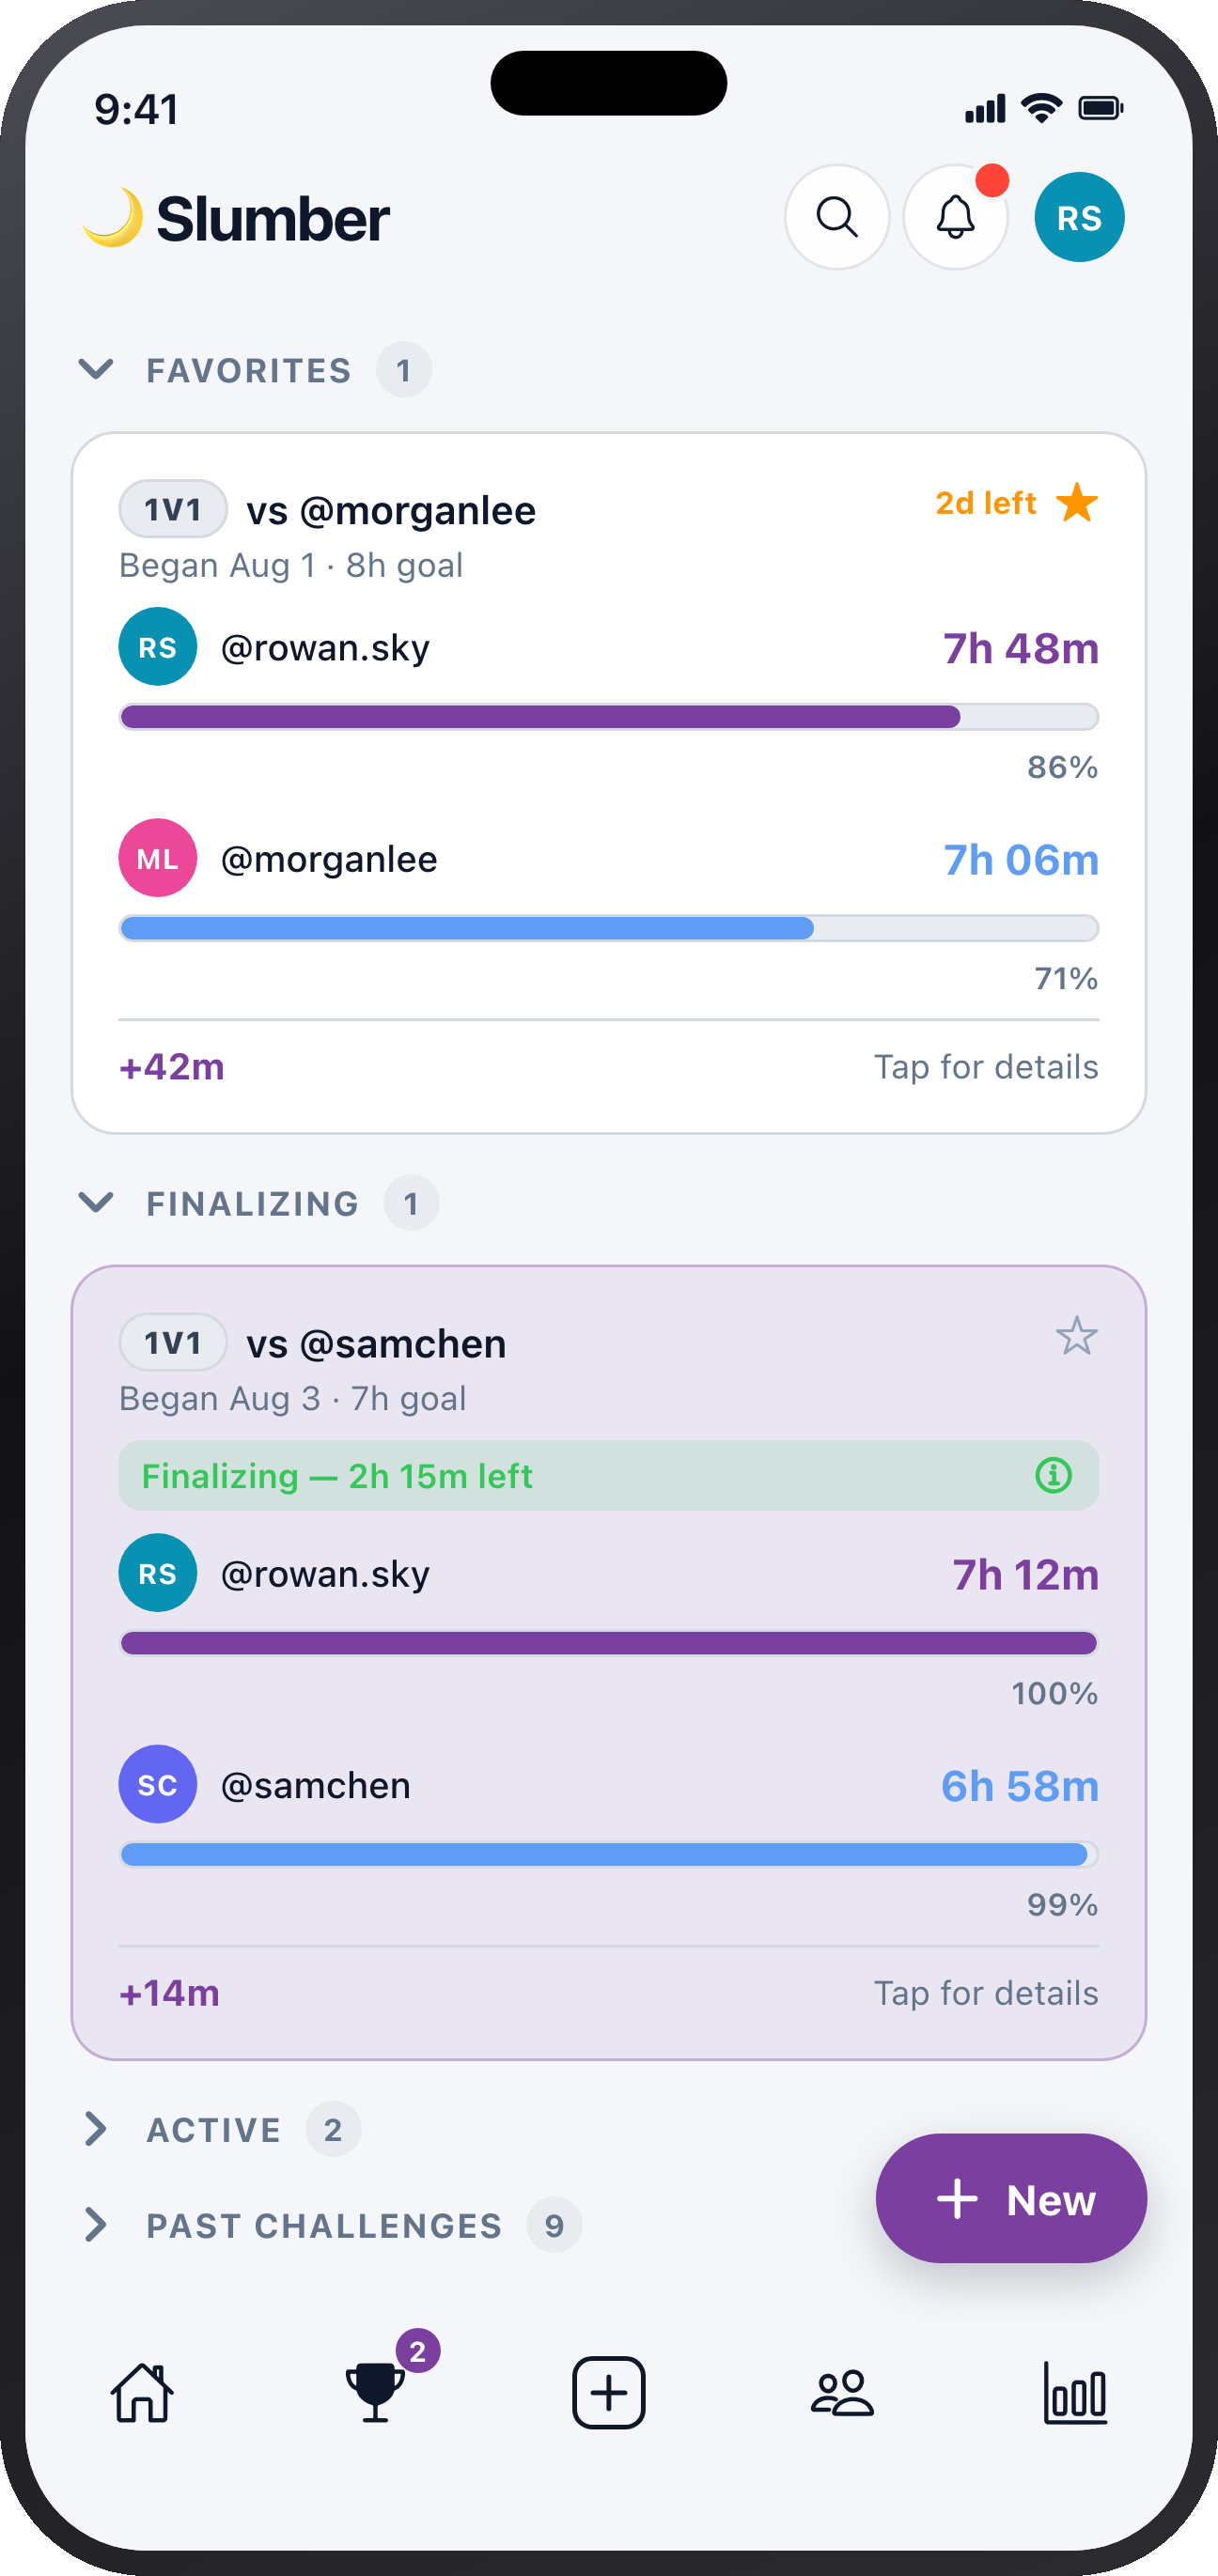 9:41
🌙 Slumber
RS
FAVORITES 1
1V1 vs @morganlee
2d left
Began Aug 1 · 8h goal
RS @rowan.sky 7h 48m
86%
ML @morganlee 7h 06m
71%
+42m Tap for details
FINALIZING 1
1V1 vs @samchen
Began Aug 3 · 7h goal
Finalizing — 2h 15m left
RS @rowan.sky 7h 12m
100%
SC @samchen 6h 58m
99%
+14m Tap for details
ACTIVE 2
PAST CHALLENGES 9
+ New
2